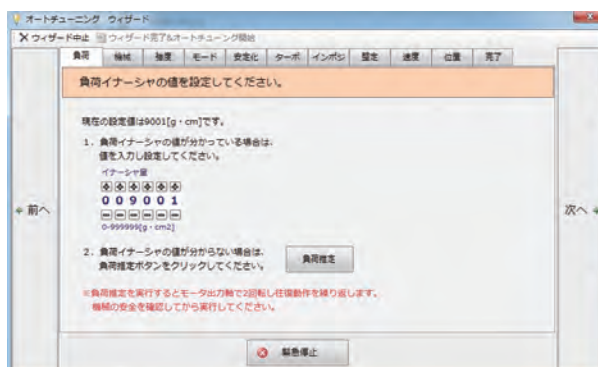 オートチューニング ウィザード
ウィザード中止 ウィザード完了&オートチューニング開始
負荷 機械 強度 モード 安定化 ターボ インポジ 整定 速度 位置 完了
負荷イナーシャの値を設定してください。
現在の設定値は9001[g・cm]です。
1. 負荷イナーシャの値が分かっている場合は、
値を入力し設定してください。
イナーシャ量
0 0 9 0 0 1
0-999999[g・cm2]
前へ
次へ
2. 負荷イナーシャの値が分からない場合は、
負荷推定ボタンをクリックしてください。
負荷推定
※負荷推定を実行するとモータ出力軸で2回転し往復動作を繰り返します。
機械の安全を確認してから実行してください。
緊急停止